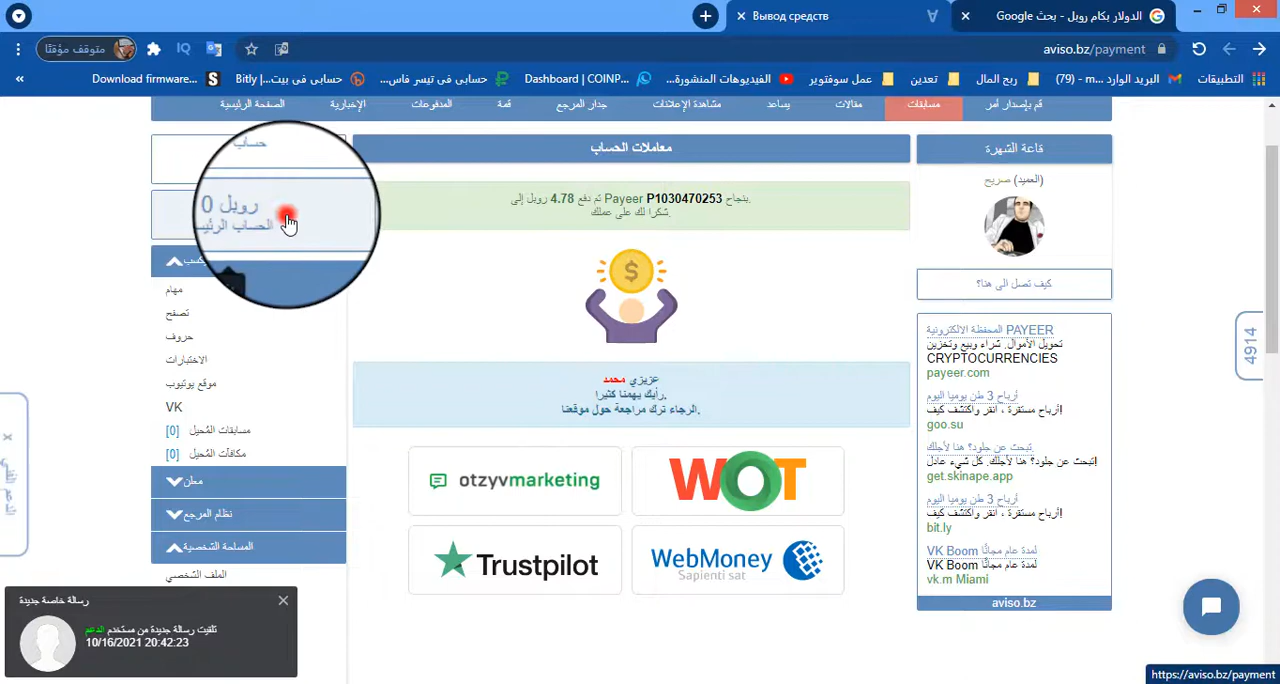 الدولار بكام روبل - بحث Google
Вывод средств
aviso.bz/payment
متوقف مؤقتًا
التطبيقات
البريد الوارد (79) - m...
ربح المال
تعدين
عمل سوفتوير
الفيديوهات المنشورة...
Dashboard | COINP...
حسابى فى تيسر فاس...
حسابى فى بيت... | Bitly
Download firmware...
»
قم بإصدار أمر
مسابقات
مقالات
يساعد
مشاهدة الإعلانات
جدار المرجع
قمة
المدفوعات
الإخبارية
الصفحة الرئيسية
قاعة الشهرة
(العميد) صريح
كيف تصل الى هنا؟
PAYEER المحفظة الالكترونية
تحويل الأموال. شراء وبيع وتخزين
CRYPTOCURRENCIES
payeer.com
أرباح 3 طن يوميا اليوم
أرباح مستقرة ، انقر واكتشف كيف!
goo.su
تبحث عن جلود؟ هنا لأجلك.
تبحث عن جلود؟ هنا لأجلك. كل شيء عادل!
get.skinape.app
أرباح 3 طن يوميا اليوم
أرباح مستقرة ، انقر واكتشف كيف!
bit.ly
VK Boom لمدة عام مجانًا
VK Boom لمدة عام مجانًا
vk.m Miami
aviso.bz
معاملات الحساب
بنجاح Payeer P1030470253 تم دفع 4.78 روبل إلى.
شكرا لك على عملك.
عزيزي محمد
رأيك يهمنا كثيرا.
الرجاء ترك مراجعة حول موقعنا.
otzyvmarketing
WOT
Trustpilot
WebMoney
Sapienti sat
حساب
روبل 0
الحساب الرئيس
مهام
تصفح
حروف
الاختبارات
موقع يوتيوب
VK
مسابقات المُحيل [0]
مكافآت المُحيل [0]
معلن
نظام المرجع
المساحة الشخصية
الملف الشخصي
رسالة خاصة جديدة
تلقيت رسالة جديدة من مستخدم الدعم
10/16/2021 20:42:23
4914
الدعم الفني
https://aviso.bz/payment